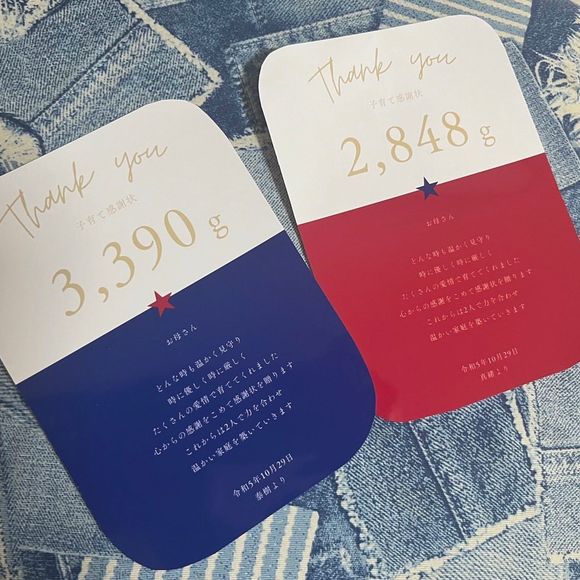 Thank you
子育て感謝状
3,390g
お母さん
どんな時も温かく見守り
時に優しく時に厳しく
たくさんの愛情で育ててくれました
心からの感謝をこめて感謝状を贈ります
これからは2人で力を合わせ
温かい家庭を築いていきます
令和5年10月29日
泰樹より
Thank you
子育て感謝状
2,848g
お母さん
どんな時も温かく見守り
時に優しく時に厳しく
たくさんの愛情で育ててくれました
心からの感謝をこめて感謝状を贈ります
これからは2人で力を合わせ
温かい家庭を築いていきます
令和5年10月29日
真緒より